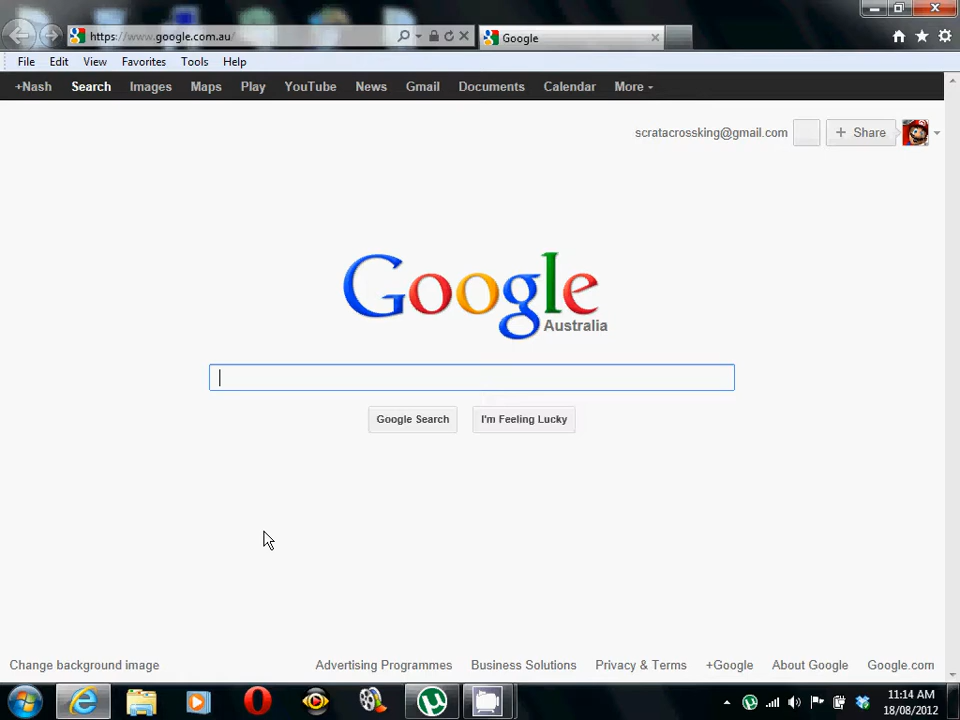 https://www.google.com.au/
Google
File Edit View Favorites Tools Help
+Nash Search Images Maps Play YouTube News Gmail Documents Calendar More
scratacrossking@gmail.com + Share
Google
Australia
Google Search I'm Feeling Lucky
Change background image Advertising Programmes Business Solutions Privacy & Terms +Google About Google Google.com
11:14 AM
18/08/2012